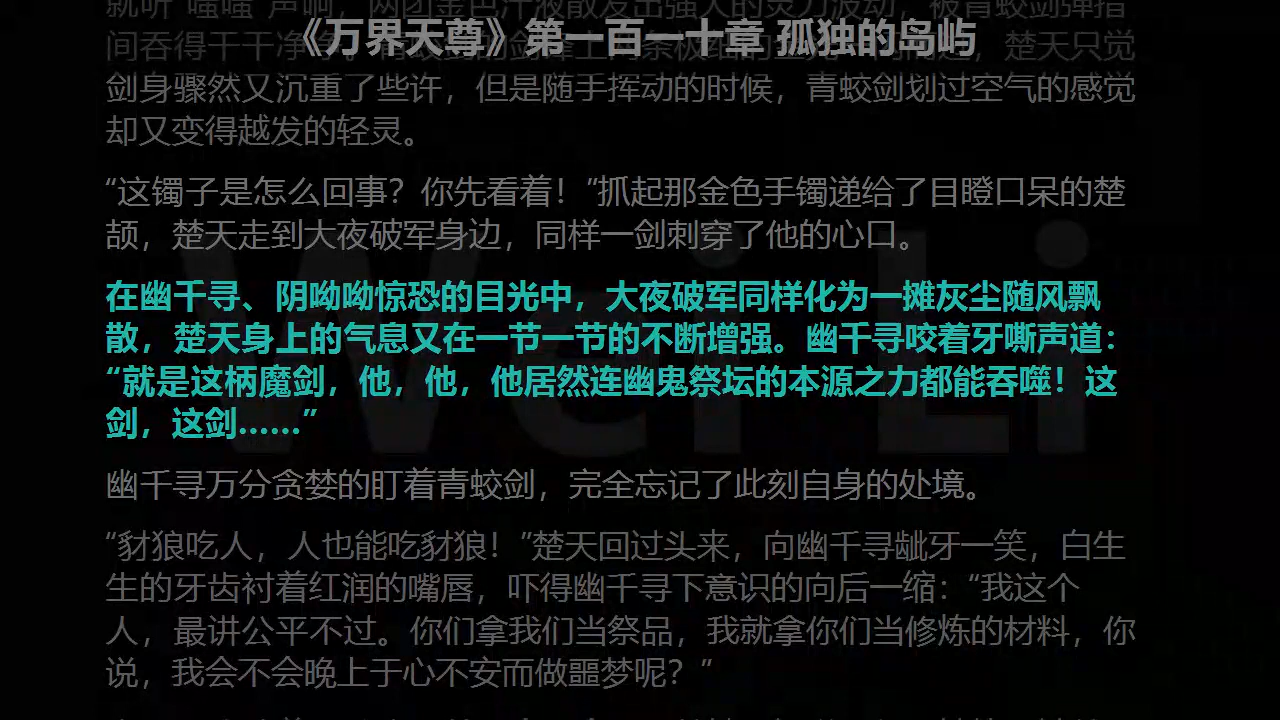 《万界天尊》第一百一十章 孤独的岛屿
剑身骤然又沉重了些许，但是随手挥动的时候，青蛟剑划过空气的感觉
却又变得越发的轻灵。
“这镯子是怎么回事？你先看着！”抓起那金色手镯递给了目瞪口呆的楚
颉，楚天走到大夜破军身边，同样一剑刺穿了他的心口。
在幽千寻、阴呦呦惊恐的目光中，大夜破军同样化为一摊灰尘随风飘
散，楚天身上的气息又在一节一节的不断增强。幽千寻咬着牙嘶声道：
“就是这柄魔剑，他，他，他居然连幽鬼祭坛的本源之力都能吞噬！这
剑，这剑……”
幽千寻万分贪婪的盯着青蛟剑，完全忘记了此刻自身的处境。
“豺狼吃人，人也能吃豺狼！”楚天回过头来，向幽千寻龇牙一笑，白生
生的牙齿衬着红润的嘴唇，吓得幽千寻下意识的向后一缩：“我这个
人，最讲公平不过。你们拿我们当祭品，我就拿你们当修炼的材料，你
说，我会不会晚上于心不安而做噩梦呢？”
Wei Li